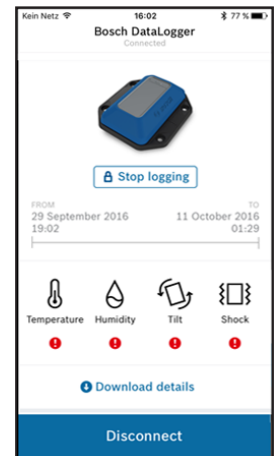 Kein Netz 16:02 77 %
Bosch DataLogger
Connected
Stop logging
FROM TO
29 September 2016 11 October 2016
19:02 01:29
Temperature Humidity Tilt Shock
! ! ! !
Download details
Disconnect